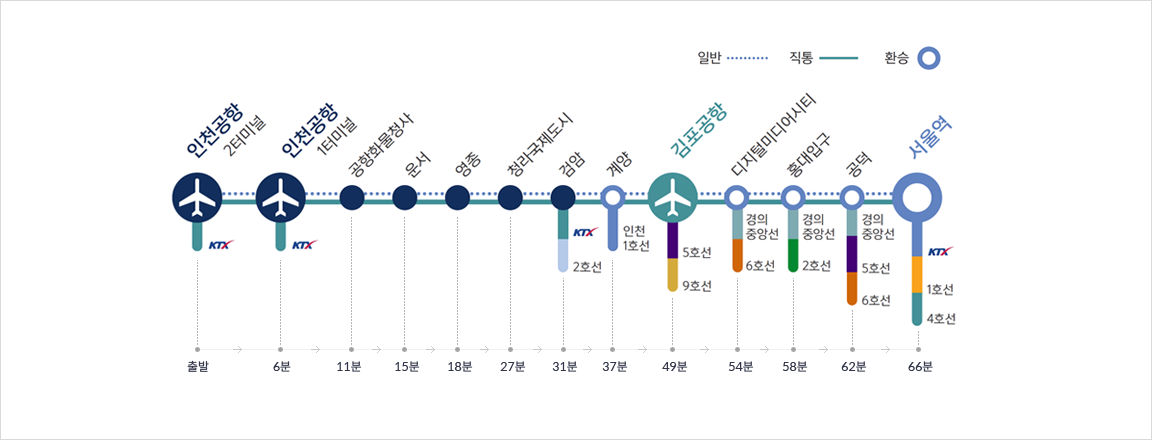 일반
직통
환승
인천공항
2터미널
인천공항
1터미널
공항화물청사
운서
영종
청라국제도시
검암
계양
김포공항
디지털미디어시티
홍대입구
공덕
서울역
KTX
KTX
KTX
2호선
인천
1호선
5호선
9호선
경의
중앙선
6호선
경의
중앙선
2호선
경의
중앙선
5호선
6호선
KTX
1호선
4호선
출발
6분
11분
15분
18분
27분
31분
37분
49분
54분
58분
62분
66분